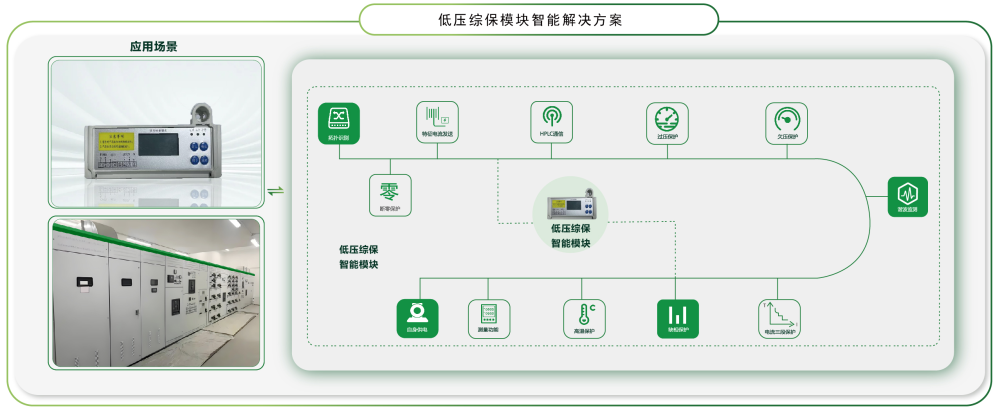 低压综保模块智能解决方案
应用场景
拓扑识别
特征电流发送
HPLC通信
过压保护
欠压保护
零
断零保护
谐波监测
低压综保
智能模块
低压综保
智能模块
自身供电
测量功能
C
高温保护
缺相保护
电流三段保护